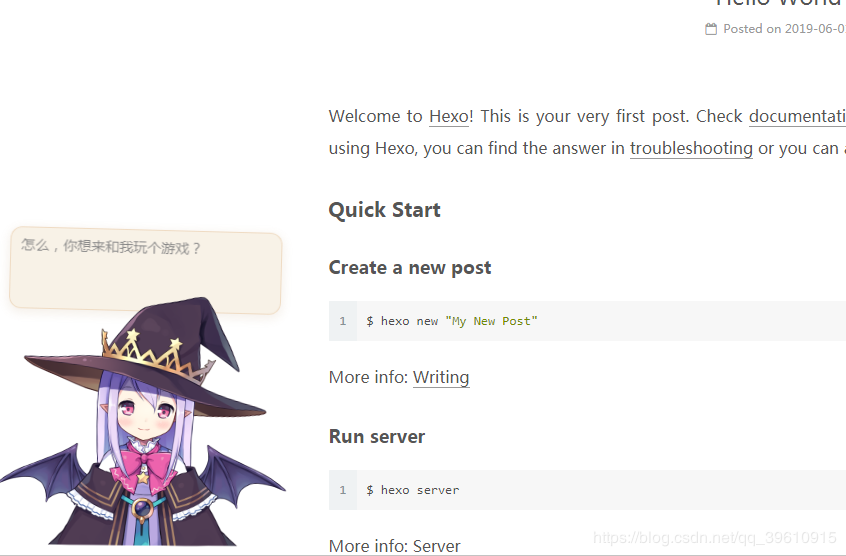 Hello World
Posted on 2019-06-0
Welcome to Hexo! This is your very first post. Check documentati
using Hexo, you can find the answer in troubleshooting or you can a
Quick Start
怎么，你想来和我玩个游戏？
Create a new post
1 $ hexo new "My New Post"
More info: Writing
Run server
1 $ hexo server
More info: Server
https://blog.csdn.net/qq_39610915